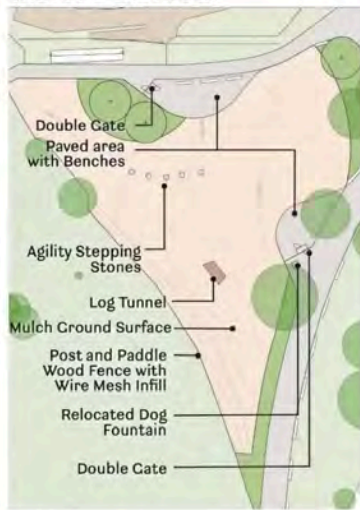 Double Gate
Paved area
with Benches
Agility Stepping
Stones
Log Tunnel
Mulch Ground Surface
Post and Paddle
Wood Fence with
Wire Mesh Infill
Relocated Dog
Fountain
Double Gate